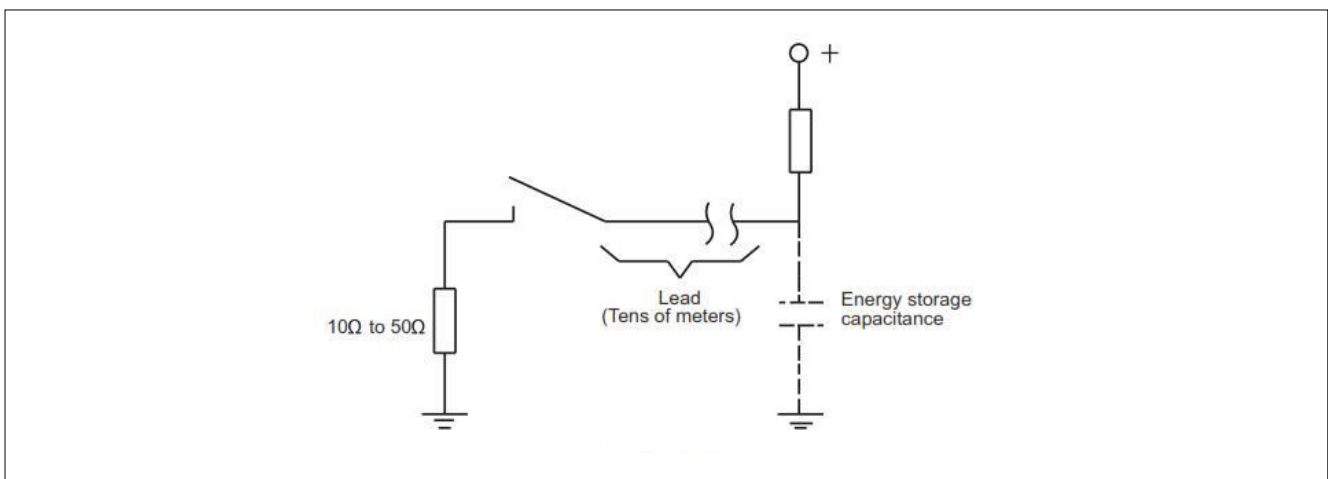 +
10Ω to 50Ω
Lead
(Tens of meters)
Energy storage
capacitance